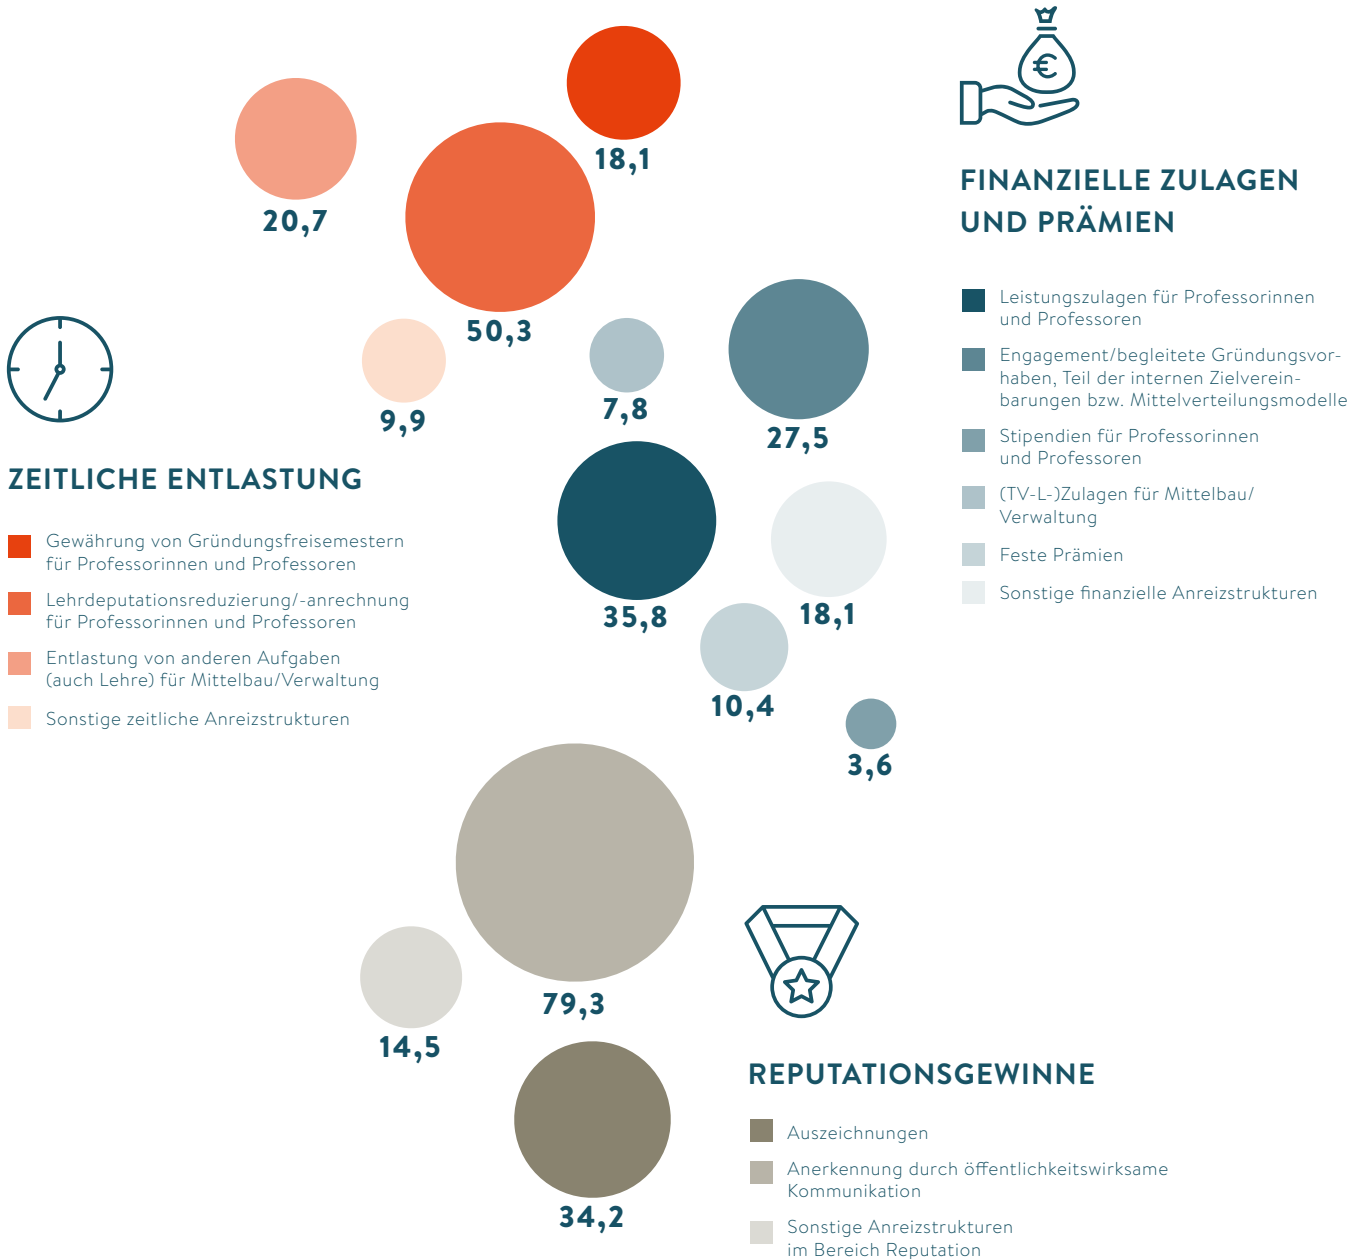 18,1
20,7
50,3
9,9
7,8
27,5
35,8
18,1
10,4
3,6
79,3
14,5
34,2
FINANZIELLE ZULAGEN
UND PRÄMIEN
Leistungszulagen für Professorinnen
und Professoren
Engagement/begleitete Gründungsvor-
haben, Teil der internen Zielverein-
barungen bzw. Mittelverteilungsmodelle
Stipendien für Professorinnen
und Professoren
(TV-L-)Zulagen für Mittelbau/
Verwaltung
Feste Prämien
Sonstige finanzielle Anreizstrukturen
ZEITLICHE ENTLASTUNG
Gewährung von Gründungsfreisemestern
für Professorinnen und Professoren
Lehrdeputationsreduzierung/-anrechnung
für Professorinnen und Professoren
Entlastung von anderen Aufgaben
(auch Lehre) für Mittelbau/Verwaltung
Sonstige zeitliche Anreizstrukturen
REPUTATIONSGEWINNE
Auszeichnungen
Anerkennung durch öffentlichkeitswirksame
Kommunikation
Sonstige Anreizstrukturen
im Bereich Reputation
€